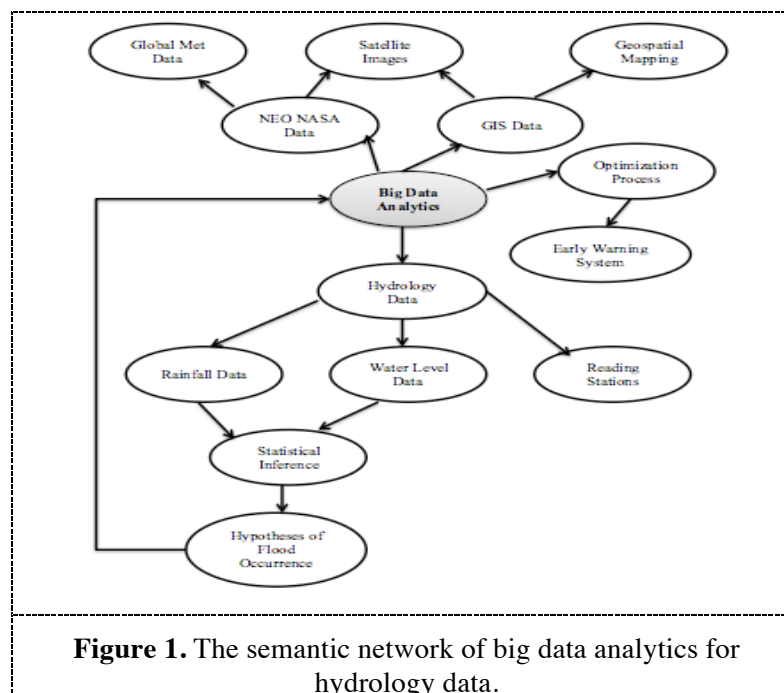 Global Met
Data
Satellite
Images
Geospatial
Mapping
NEO NASA
Data
GIS Data
Optimization
Process
Big Data
Analytics
Early Warning
System
Hydrology
Data
Rainfall Data
Water Level
Data
Reading
Stations
Statistical
Inference
Hypotheses of
Flood
Occurrence
Figure 1. The semantic network of big data analytics for
hydrology data.